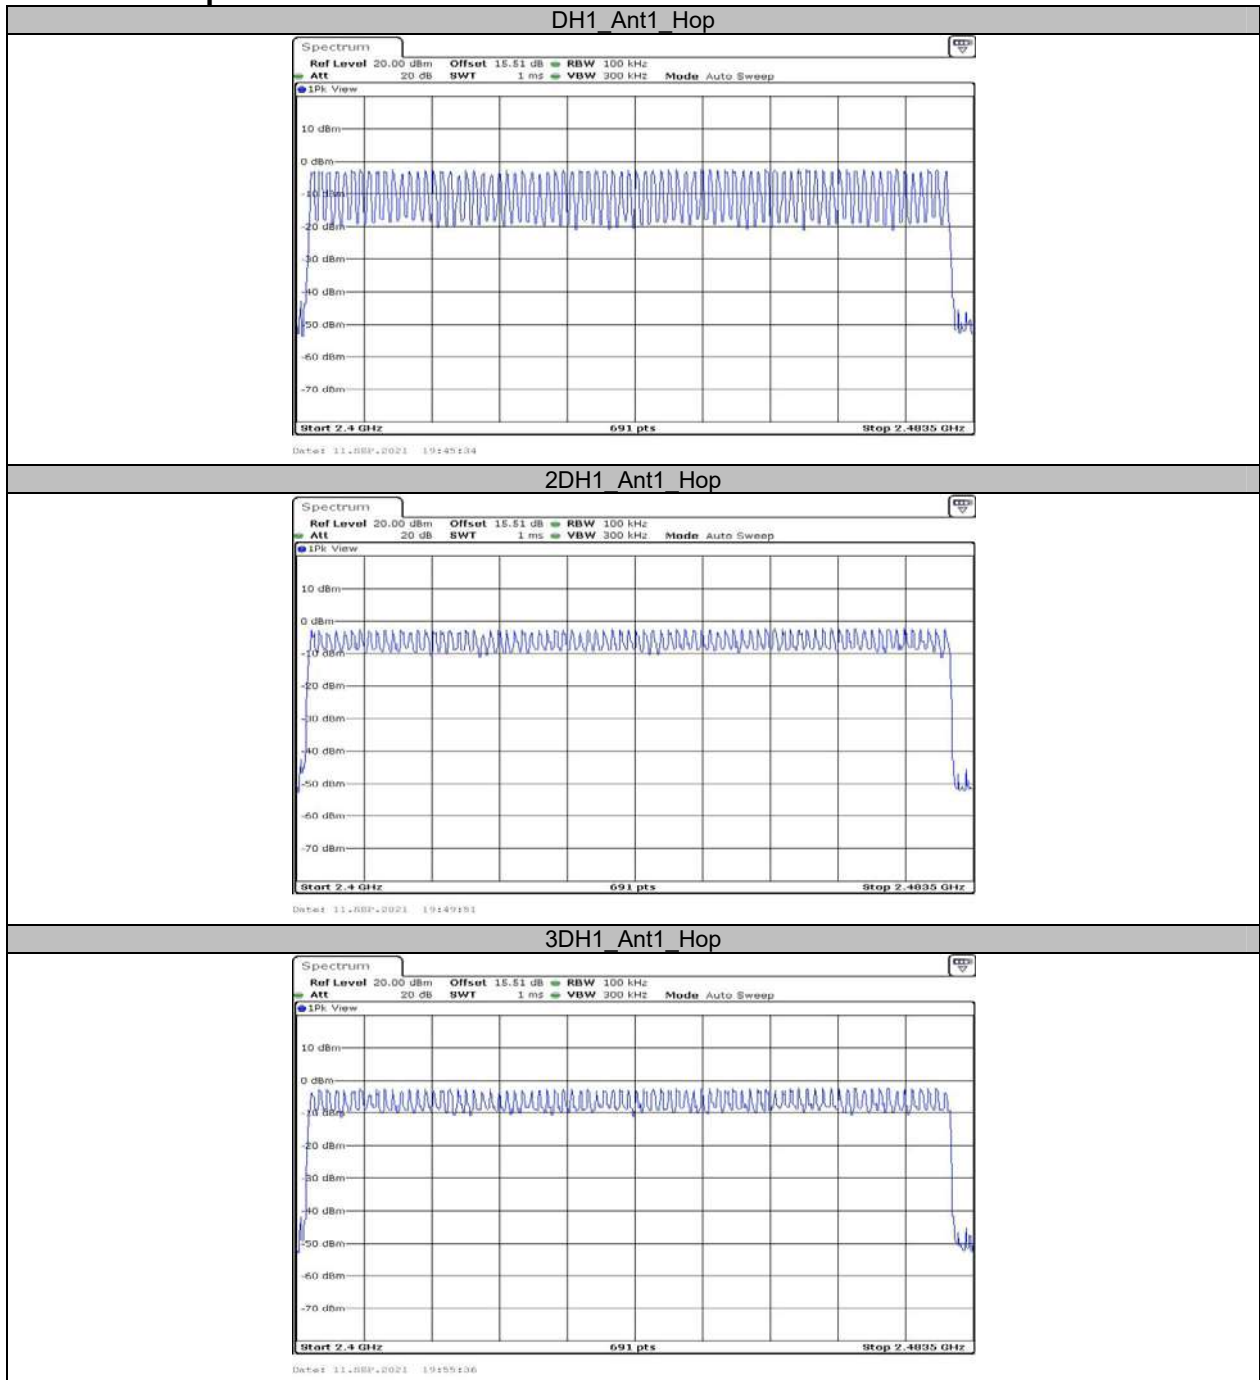 DH1_Ant1_Hop
Spectrum
Ref Level 20.00 dBm Offset 15.51 dB RBW 100 kHz
Att 20 dB SWT 1 ms VBW 300 kHz Mode Auto Sweep
1Pk View
10 dBm
0 dBm
-10 dBm
-20 dBm
-30 dBm
-40 dBm
-50 dBm
-60 dBm
-70 dBm
Start 2.4 GHz 691 pts Stop 2.4835 GHz
Date: 11.SEP.2021 19:45:34
2DH1_Ant1_Hop
Spectrum
Ref Level 20.00 dBm Offset 15.51 dB RBW 100 kHz
Att 20 dB SWT 1 ms VBW 300 kHz Mode Auto Sweep
1Pk View
10 dBm
0 dBm
-10 dBm
-20 dBm
-30 dBm
-40 dBm
-50 dBm
-60 dBm
-70 dBm
Start 2.4 GHz 691 pts Stop 2.4835 GHz
Date: 11.SEP.2021 19:49:51
3DH1_Ant1_Hop
Spectrum
Ref Level 20.00 dBm Offset 15.51 dB RBW 100 kHz
Att 20 dB SWT 1 ms VBW 300 kHz Mode Auto Sweep
1Pk View
10 dBm
0 dBm
-10 dBm
-20 dBm
-30 dBm
-40 dBm
-50 dBm
-60 dBm
-70 dBm
Start 2.4 GHz 691 pts Stop 2.4835 GHz
Date: 11.SEP.2021 19:55:36